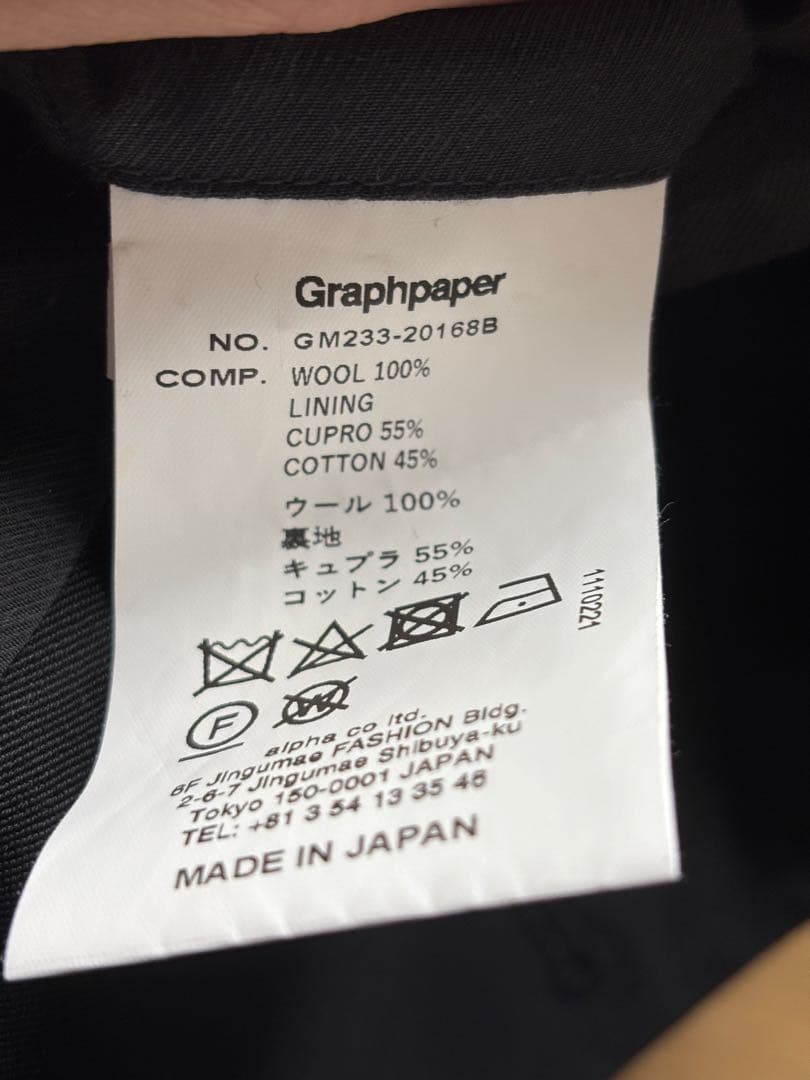 Graphpaper
NO. GM233-20168B
COMP. WOOL 100%
LINING
CUPRO 55%
COTTON 45%
ウール 100%
裏地
キュプラ 55%
コットン 45%
1110221
F
W
alpha co ltd.
6F Jingumae FASHION Bldg.
2-6-7 Jingumae Shibuya-ku
Tokyo 150-0001 JAPAN
TEL: +81 3 54 13 35 46
MADE IN JAPAN